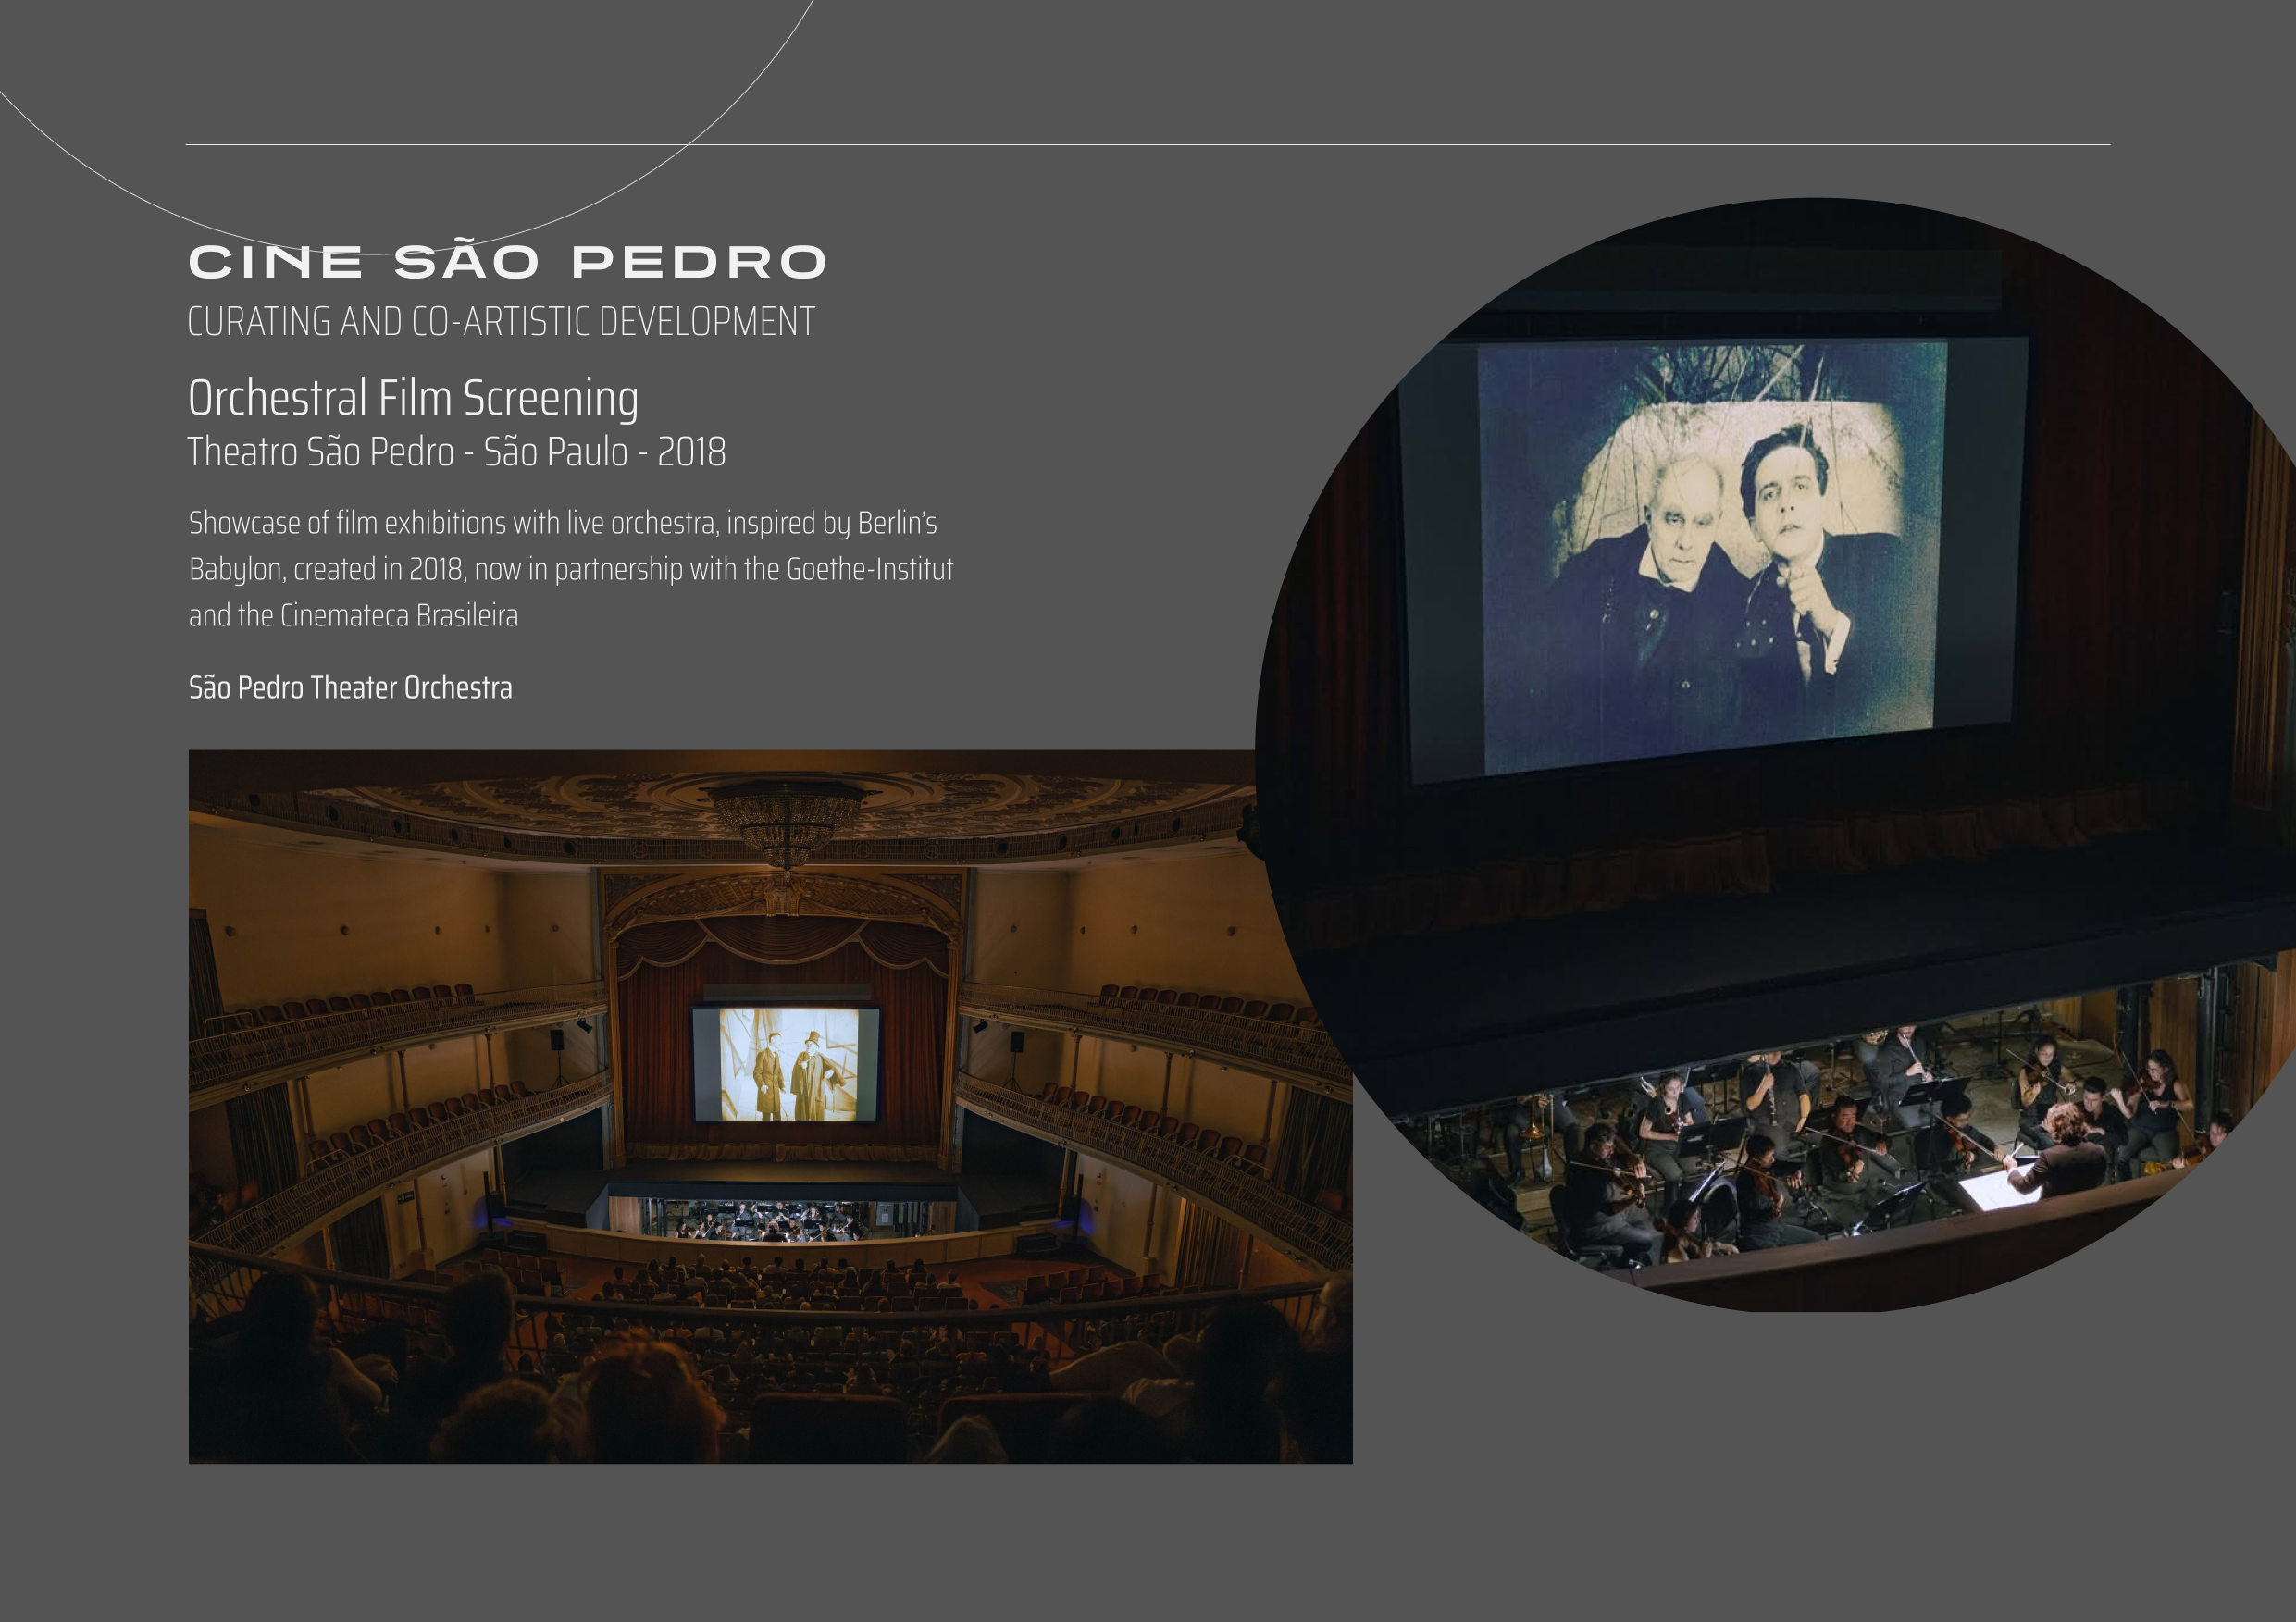 CINE SÃO PEDRO
CURATING AND CO-ARTISTIC DEVELOPMENT
Orchestral Film Screening
Theatro São Pedro - São Paulo - 2018
Showcase of film exhibitions with live orchestra, inspired by Berlin’s
Babylon, created in 2018, now in partnership with the Goethe-Institut
and the Cinemateca Brasileira
São Pedro Theater Orchestra